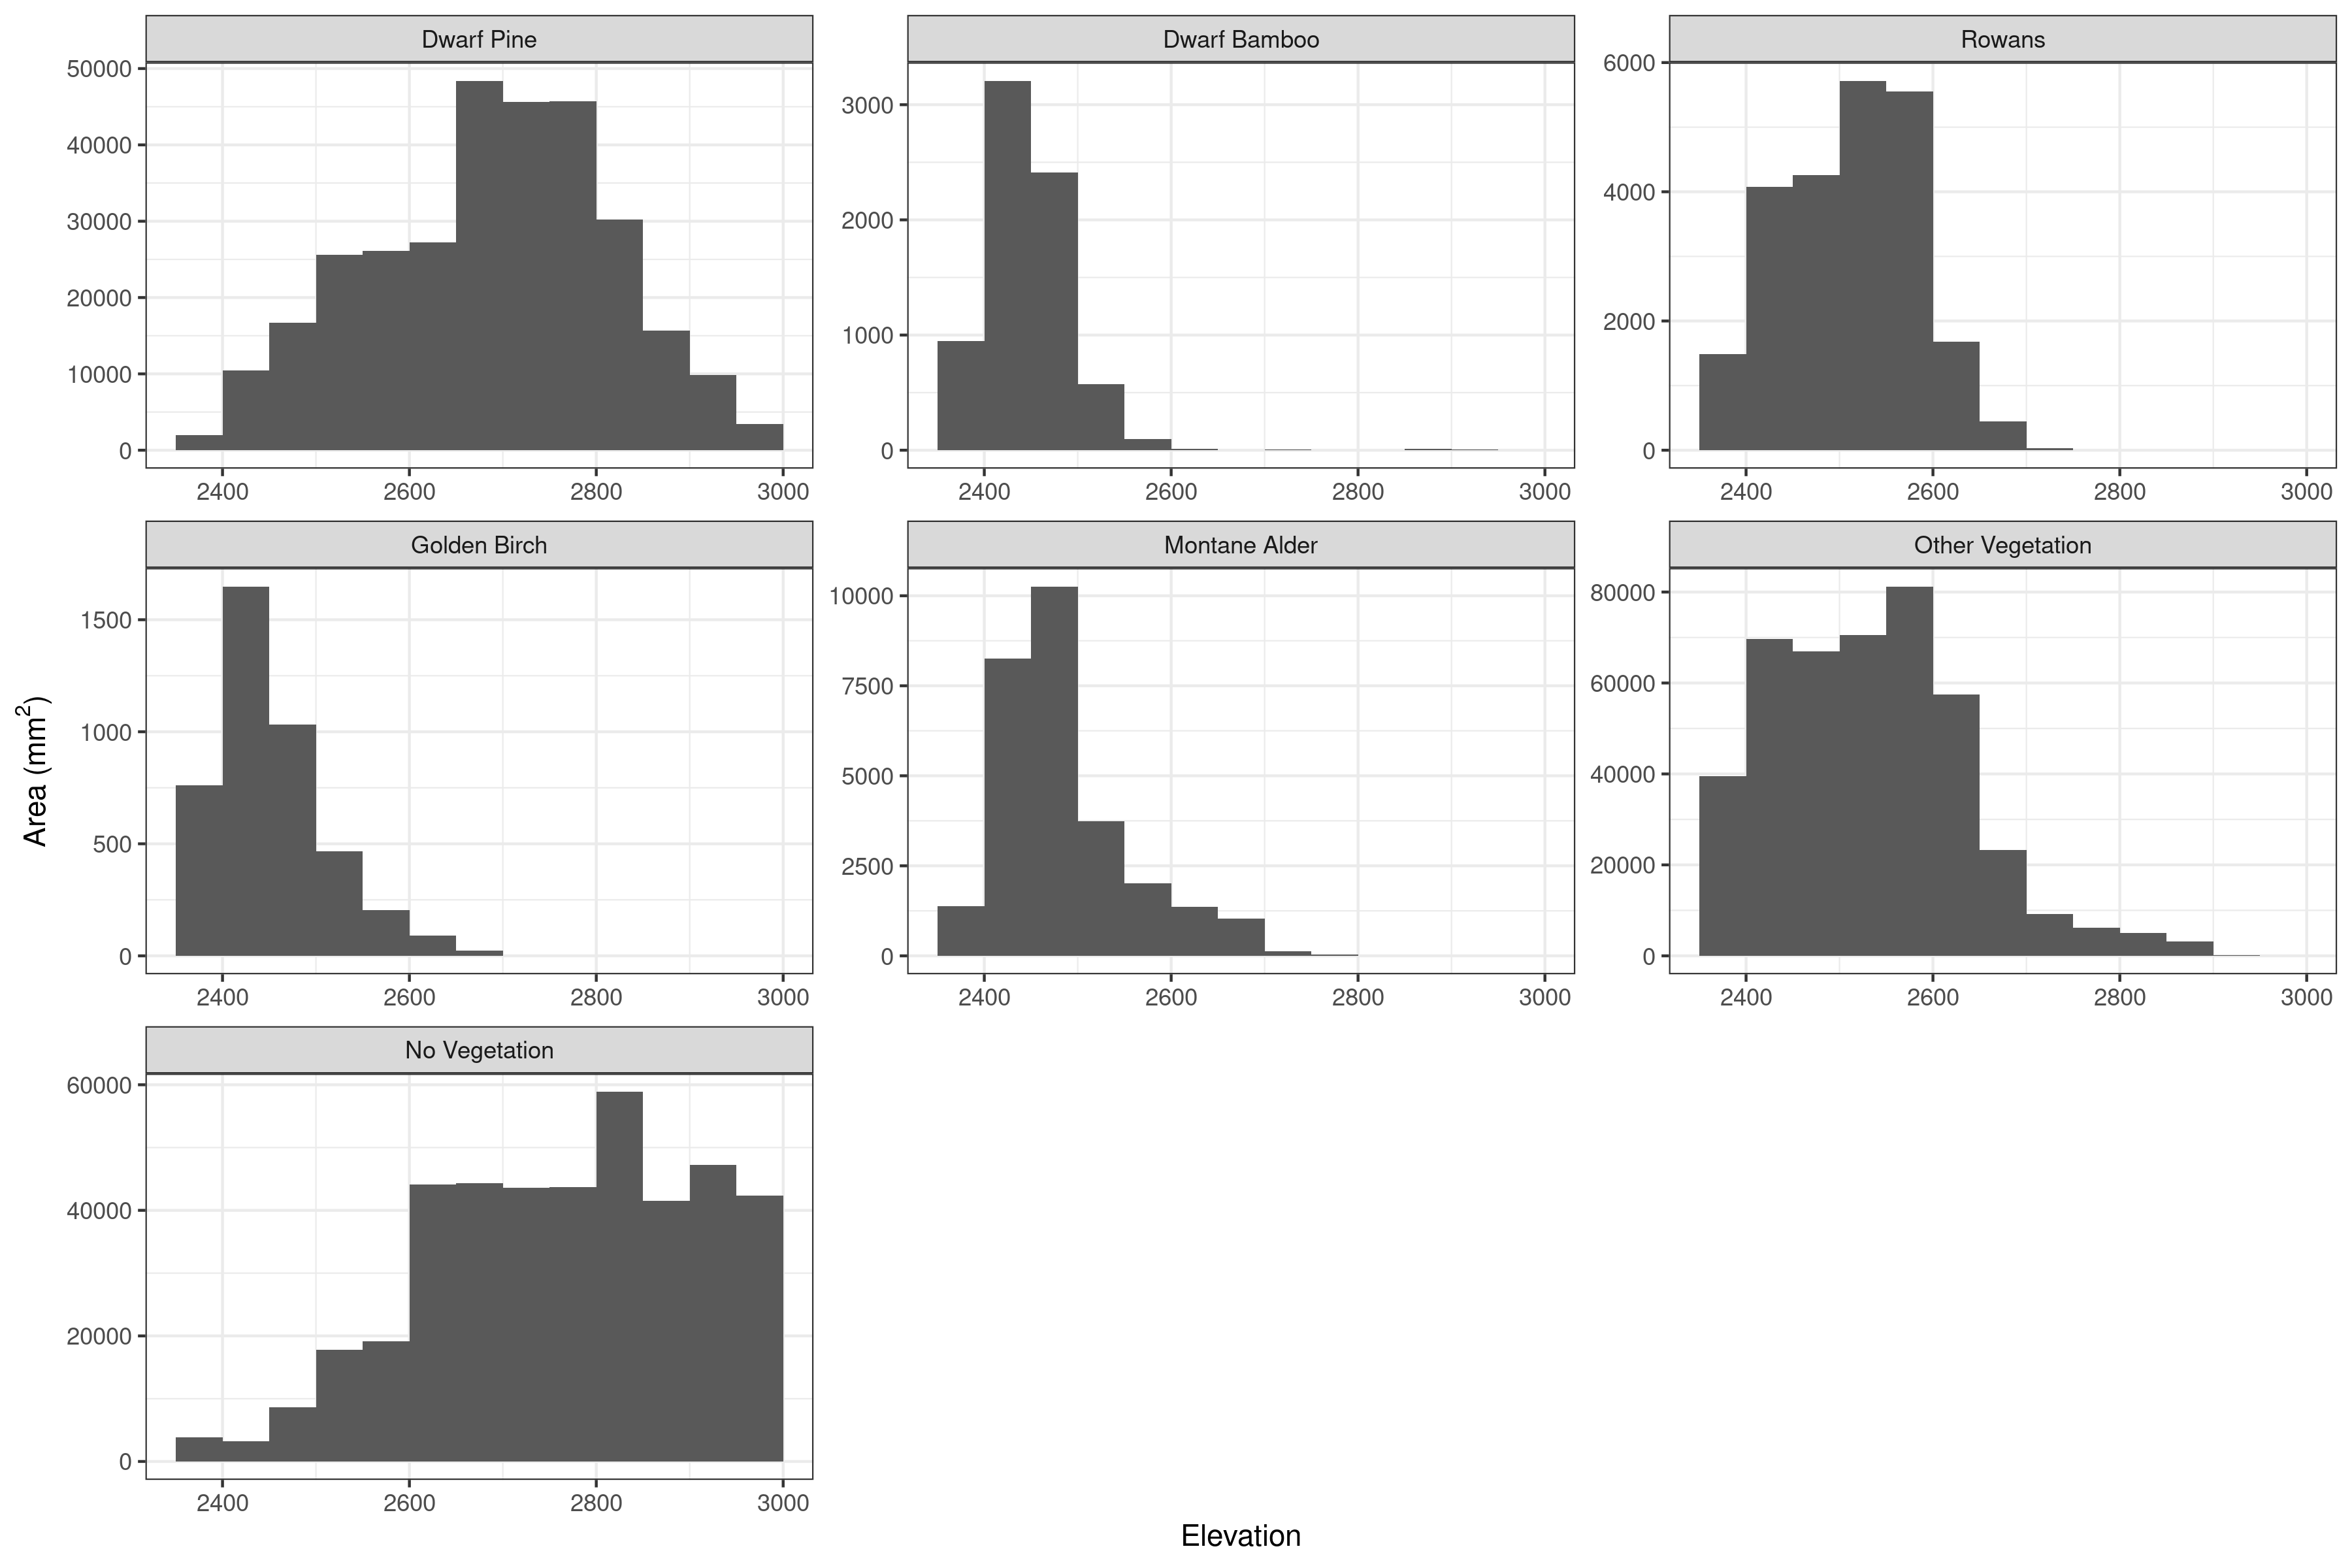 Dwarf Pine
Dwarf Bamboo
Rowans
50000
40000
30000
20000
10000
0
2400 2600 2800 3000
3000
2000
1000
0
2400 2600 2800 3000
6000
4000
2000
0
2400 2600 2800 3000
Golden Birch
Montane Alder
Other Vegetation
1500
1000
500
0
2400 2600 2800 3000
10000
7500
5000
2500
0
2400 2600 2800 3000
80000
60000
40000
20000
0
2400 2600 2800 3000
No Vegetation
60000
40000
20000
0
2400 2600 2800 3000
Area (mm²)
Elevation